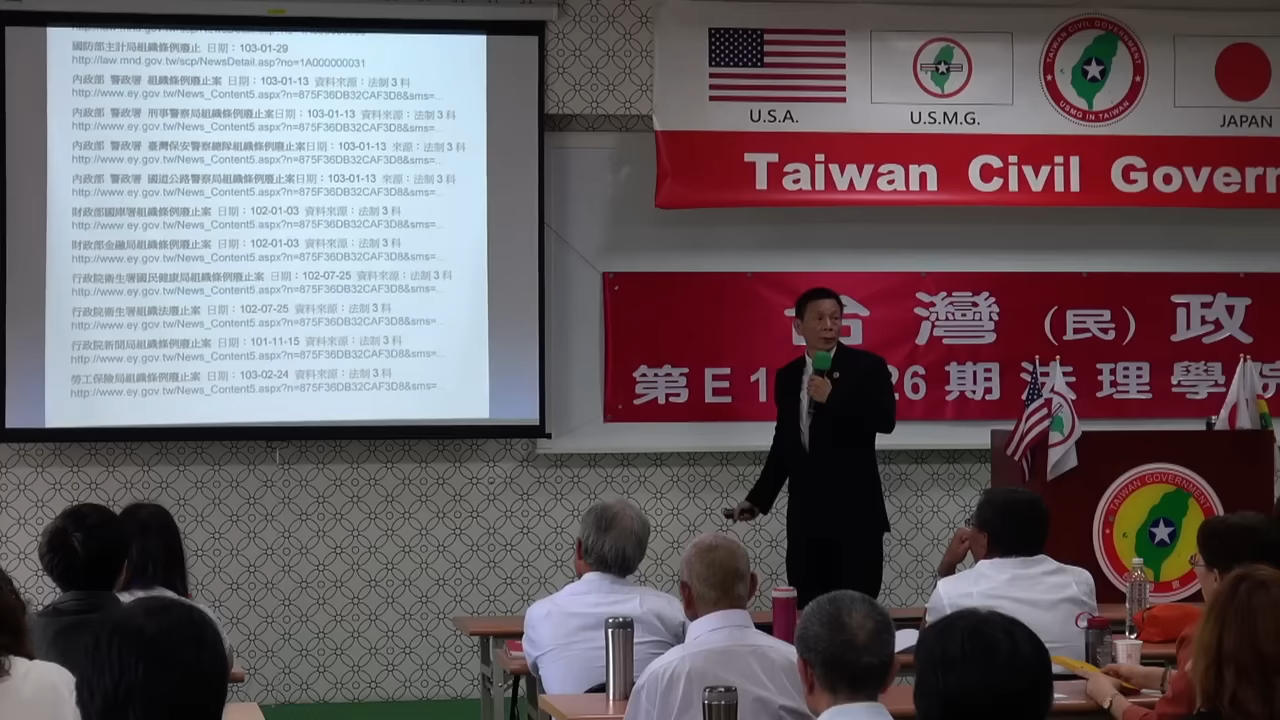 國防部主計局組織條例廢止 日期：103-01-29
http://law.mnd.gov.tw/scp/NewsDetail.asp?no=1A000000031
內政部 警政署 組織條例廢止案 日期：103-01-13 資料來源：法制 3 科
http://www.ey.gov.tw/News_Content5.aspx?n=875F36DB32CAF3D8&sms=...
內政部 警政署 刑事警察局組織條例廢止案日期：103-01-13 資料來源：法制 3 科
http://www.ey.gov.tw/News_Content5.aspx?n=875F36DB32CAF3D8&sms=...
內政部 警政署 臺灣保安警察總隊組織條例廢止案日期：103-01-13 來源：法制 3 科
http://www.ey.gov.tw/News_Content5.aspx?n=875F36DB32CAF3D8&sms=...
內政部 警政署 國道公路警察局組織條例廢止案日期：103-01-13 來源：法制 3 科
http://www.ey.gov.tw/News_Content5.aspx?n=875F36DB32CAF3D8&sms=...
財政部國庫署組織條例廢止案 日期：102-01-03 資料來源：法制 3 科
http://www.ey.gov.tw/News_Content5.aspx?n=875F36DB32CAF3D8&sms=...
財政部金融局組織條例廢止案 日期：102-01-03 資料來源：法制 3 科
http://www.ey.gov.tw/News_Content5.aspx?n=875F36DB32CAF3D8&sms=...
行政院衛生署國民健康局組織條例廢止案 日期：102-07-25 資料來源：法制 3 科
http://www.ey.gov.tw/News_Content5.aspx?n=875F36DB32CAF3D8&sms=...
行政院衛生署組織法廢止案 日期：102-07-25 資料來源：法制 3 科
http://www.ey.gov.tw/News_Content5.aspx?n=875F36DB32CAF3D8&sms=...
行政院新聞局組織條例廢止案 日期：101-11-15 資料來源：法制 3 科
http://www.ey.gov.tw/News_Content5.aspx?n=875F36DB32CAF3D8&sms=...
勞工保險局組織條例廢止案 日期：103-02-24 資料來源：法制 3 科
http://www.ey.gov.tw/News_Content5.aspx?n=875F36DB32CAF3D8&sms=...
U.S.A.
U.S.M.G.
TAIWAN CIVIL GOVERNMENT
USMG IN TAIWAN
JAPAN
Taiwan Civil Govern
台灣（民）政
第E1 26期法理學院
TAIWAN GOVERNMENT